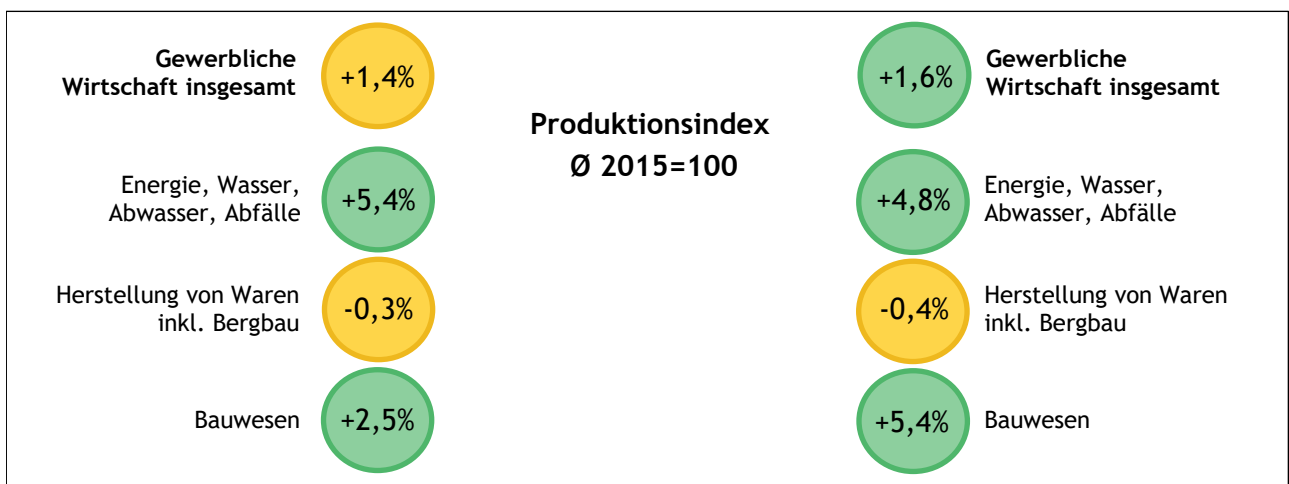 Gewerbliche
Wirtschaft insgesamt
+1,4%
Energie, Wasser,
Abwasser, Abfälle
+5,4%
Herstellung von Waren
inkl. Bergbau
-0,3%
Bauwesen
+2,5%
Produktionsindex
Ø 2015=100
+1,6%
Gewerbliche
Wirtschaft insgesamt
+4,8%
Energie, Wasser,
Abwasser, Abfälle
-0,4%
Herstellung von Waren
inkl. Bergbau
+5,4%
Bauwesen